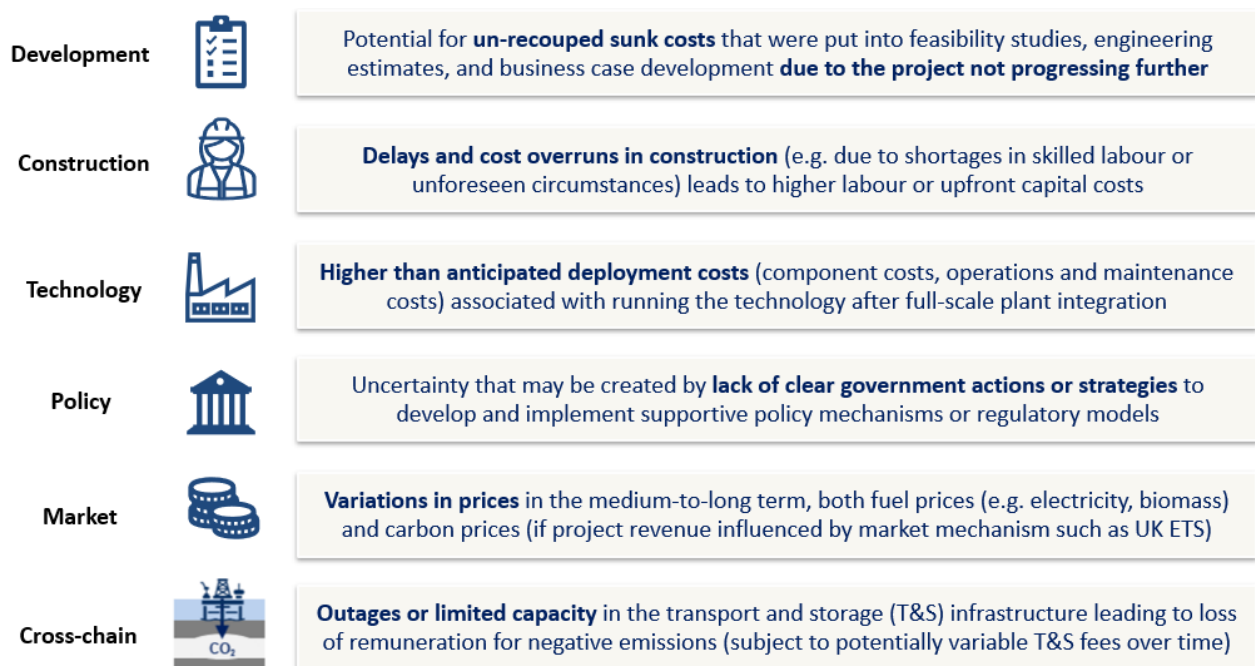 Development
Potential for un-recouped sunk costs that were put into feasibility studies, engineering
estimates, and business case development due to the project not progressing further
Construction
Delays and cost overruns in construction (e.g. due to shortages in skilled labour or
unforeseen circumstances) leads to higher labour or upfront capital costs
Technology
Higher than anticipated deployment costs (component costs, operations and maintenance
costs) associated with running the technology after full-scale plant integration
Policy
Uncertainty that may be created by lack of clear government actions or strategies to
develop and implement supportive policy mechanisms or regulatory models
Market
Variations in prices in the medium-to-long term, both fuel prices (e.g. electricity, biomass)
and carbon prices (if project revenue influenced by market mechanism such as UK ETS)
Cross-chain
CO₂
Outages or limited capacity in the transport and storage (T&S) infrastructure leading to loss
of remuneration for negative emissions (subject to potentially variable T&S fees over time)